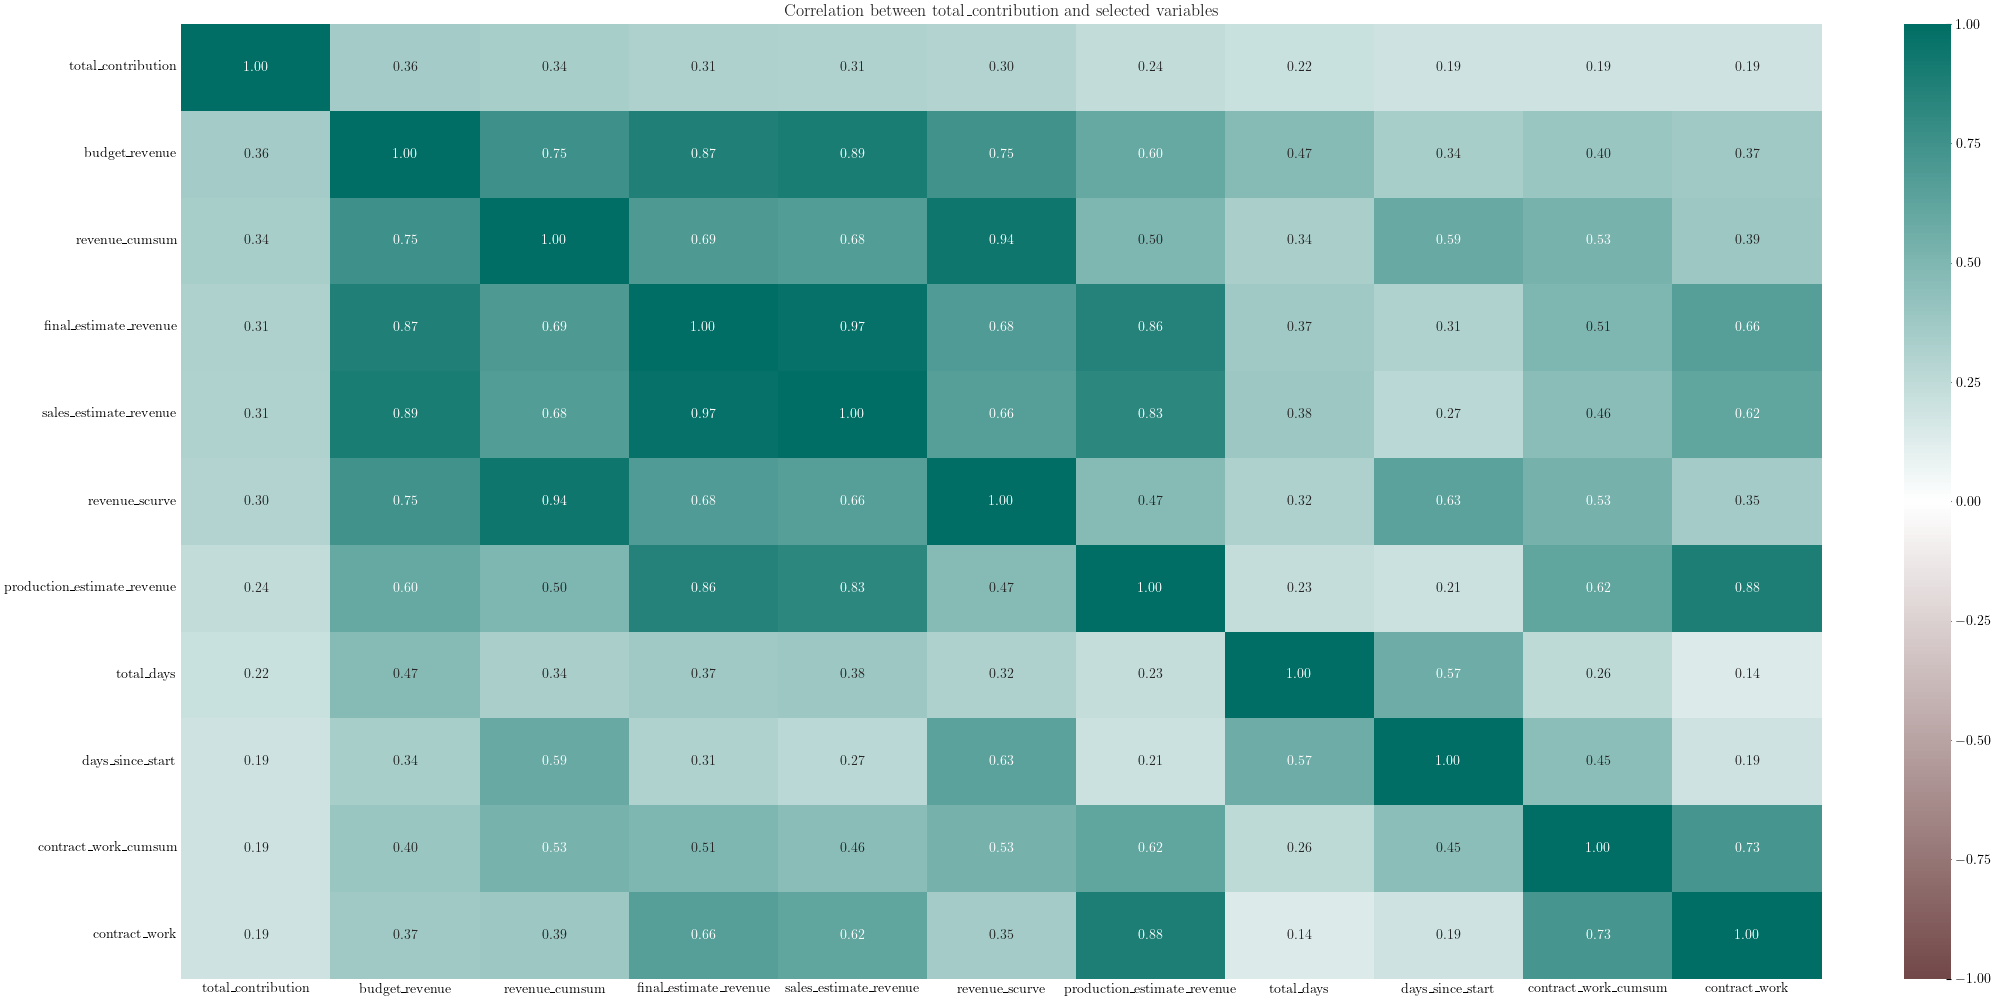 Correlation between total_contribution and selected variables
total_contribution 1.00 0.36 0.34 0.31 0.31 0.30 0.24 0.22 0.19 0.19 0.19
budget_revenue 0.36 1.00 0.75 0.87 0.89 0.75 0.60 0.47 0.34 0.40 0.37
revenue_cumsum 0.34 0.75 1.00 0.69 0.68 0.94 0.50 0.34 0.59 0.53 0.39
final_estimate_revenue 0.31 0.87 0.69 1.00 0.97 0.68 0.86 0.37 0.31 0.51 0.66
sales_estimate_revenue 0.31 0.89 0.68 0.97 1.00 0.66 0.83 0.38 0.27 0.46 0.62
revenue_scurve 0.30 0.75 0.94 0.68 0.66 1.00 0.47 0.32 0.63 0.53 0.35
production_estimate_revenue 0.24 0.60 0.50 0.86 0.83 0.47 1.00 0.23 0.21 0.62 0.88
total_days 0.22 0.47 0.34 0.37 0.38 0.32 0.23 1.00 0.57 0.26 0.14
days_since_start 0.19 0.34 0.59 0.31 0.27 0.63 0.21 0.57 1.00 0.45 0.19
contract_work_cumsum 0.19 0.40 0.53 0.51 0.46 0.53 0.62 0.26 0.45 1.00 0.73
contract_work 0.19 0.37 0.39 0.66 0.62 0.35 0.88 0.14 0.19 0.73 1.00
total_contribution budget_revenue revenue_cumsum final_estimate_revenue sales_estimate_revenue revenue_scurve production_estimate_revenue total_days days_since_start contract_work_cumsum contract_work
1.00
0.75
0.50
0.25
0.00
−0.25
−0.50
−0.75
−1.00